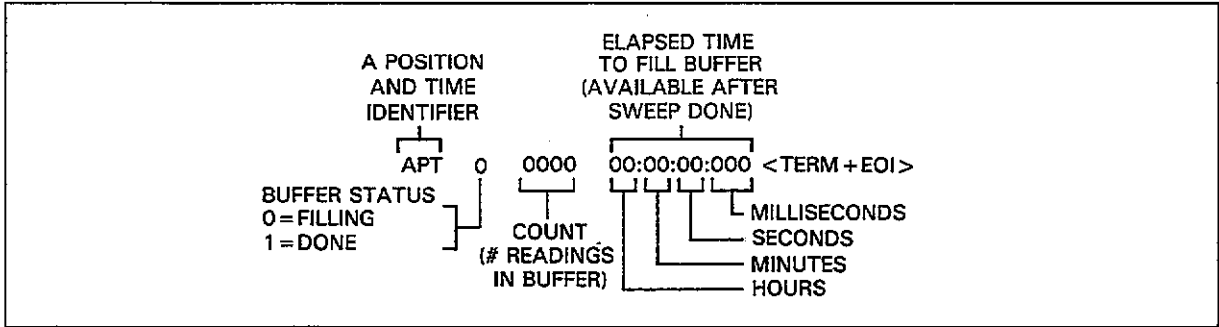 ELAPSED TIME
TO FILL BUFFER
(AVAILABLE AFTER
SWEEP DONE)
A POSITION
AND TIME
IDENTIFIER
APT 0 0000 00:00:00:000 <TERM+EOI>
BUFFER STATUS
0=FILLING
1=DONE
COUNT
(# READINGS
IN BUFFER)
MILLISECONDS
SECONDS
MINUTES
HOURS